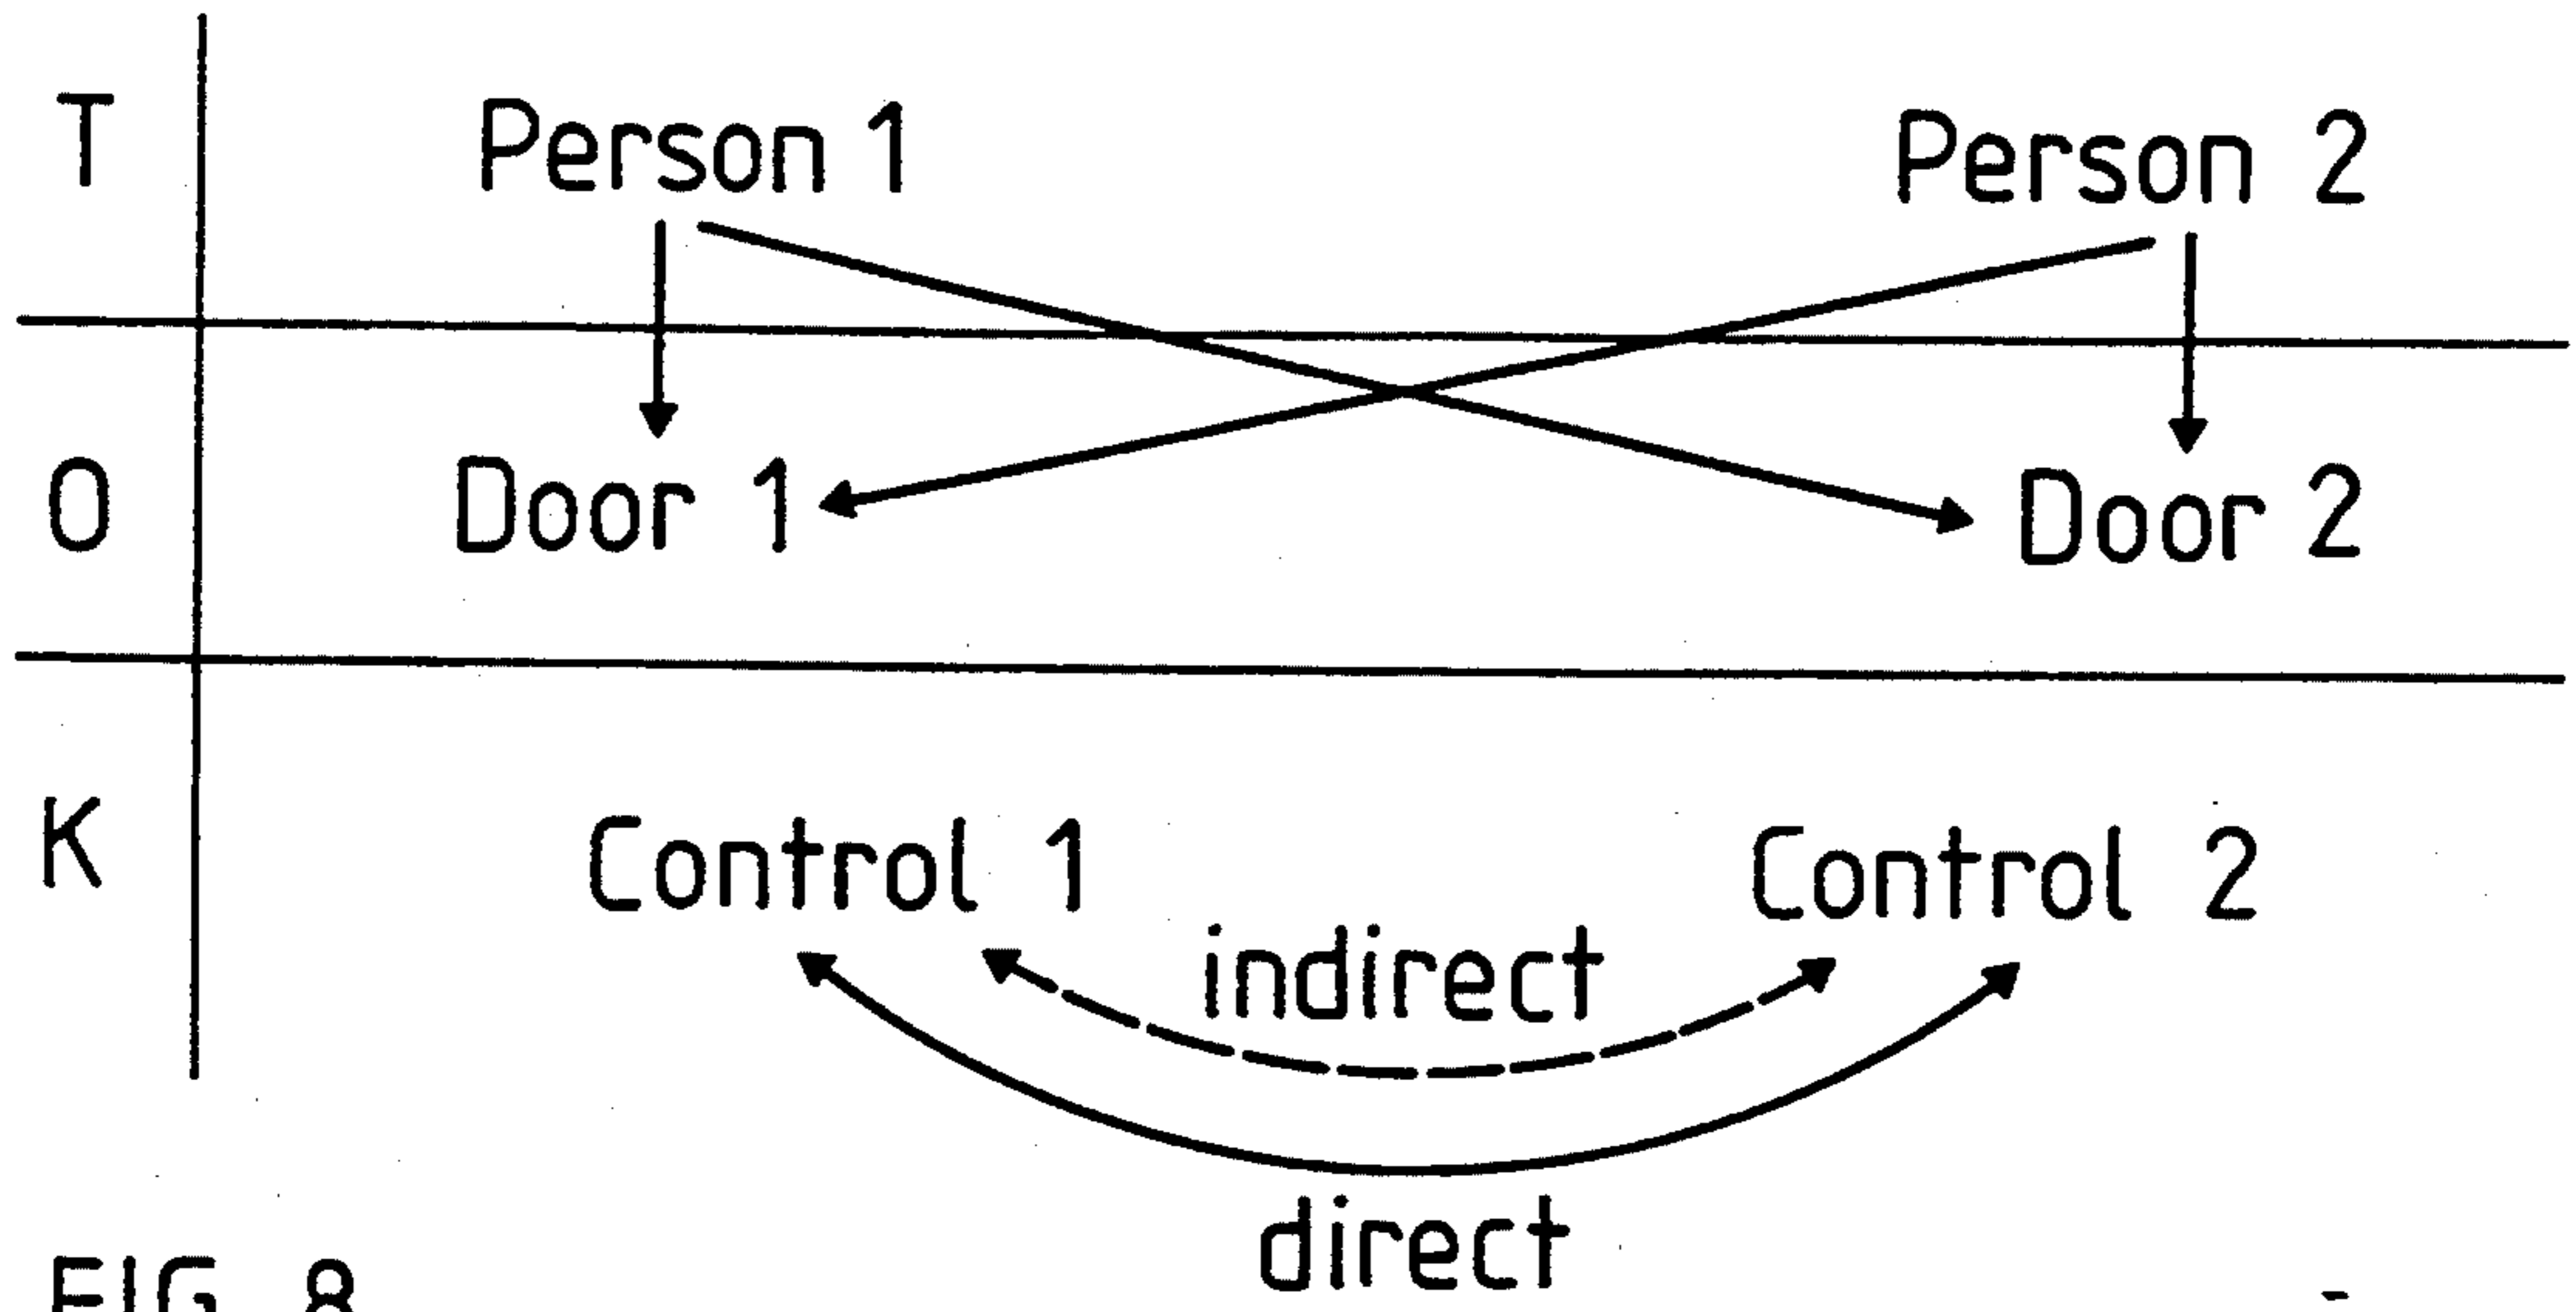 T Person 1 Person 2
O Door 1 Door 2
K Control 1 Control 2
indirect
direct
FIG 8